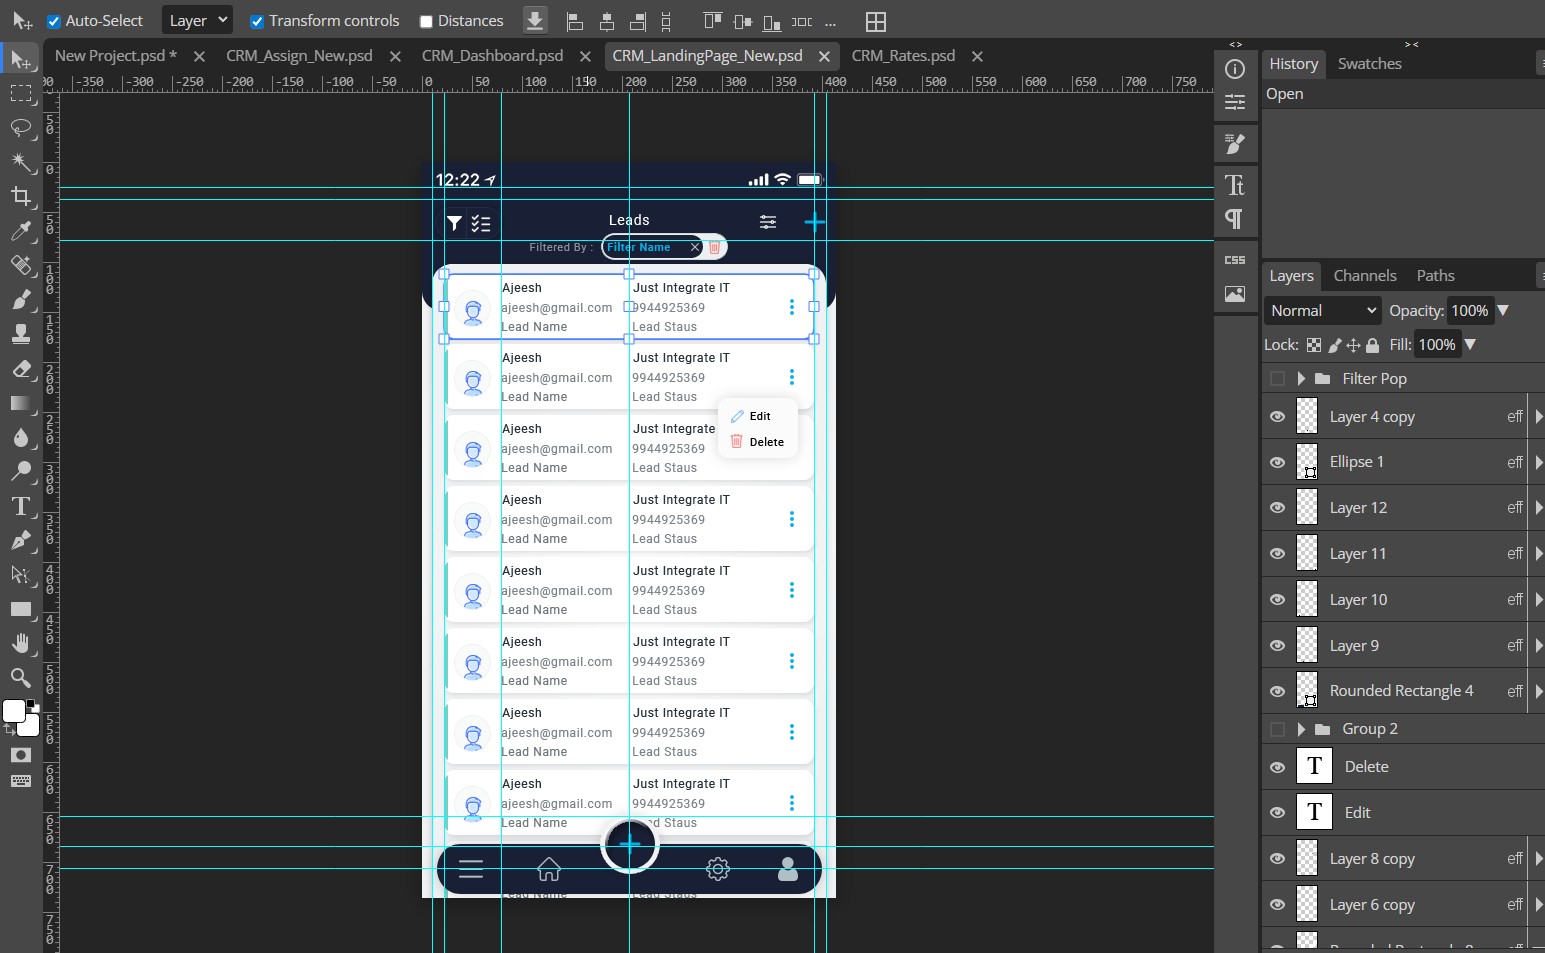 Auto-Select Layer Transform controls Distances ...
New Project.psd * CRM_Assign_New.psd CRM_Dashboard.psd CRM_LandingPage_New.psd CRM_Rates.psd
-350 -300 -250 -200 -150 -100 -50 0 50 100 150 200 250 300 350 400 450 500 550 600 650 700 750
12:22
Leads
Filtered By : Filter Name
Ajeesh Just Integrate IT
ajeesh@gmail.com 9944925369
Lead Name Lead Staus
Ajeesh Just Integrate IT
ajeesh@gmail.com 9944925369
Lead Name Lead Staus
Edit
Delete
Ajeesh Just Integrate
ajeesh@gmail.com 9944925369
Lead Name Lead Staus
Ajeesh Just Integrate IT
ajeesh@gmail.com 9944925369
Lead Name Lead Staus
Ajeesh Just Integrate IT
ajeesh@gmail.com 9944925369
Lead Name Lead Staus
Ajeesh Just Integrate IT
ajeesh@gmail.com 9944925369
Lead Name Lead Staus
Ajeesh Just Integrate IT
ajeesh@gmail.com 9944925369
Lead Name Lead Staus
Ajeesh Just Integrate IT
ajeesh@gmail.com 9944925369
Lead Name Staus
CSS
History Swatches
Open
Layers Channels Paths
Normal Opacity: 100%
Lock: Fill: 100%
Filter Pop
Layer 4 copy eff
Ellipse 1 eff
Layer 12 eff
Layer 11 eff
Layer 10 eff
Layer 9 eff
Rounded Rectangle 4 eff
Group 2
T Delete
T Edit
Layer 8 copy eff
Layer 6 copy eff